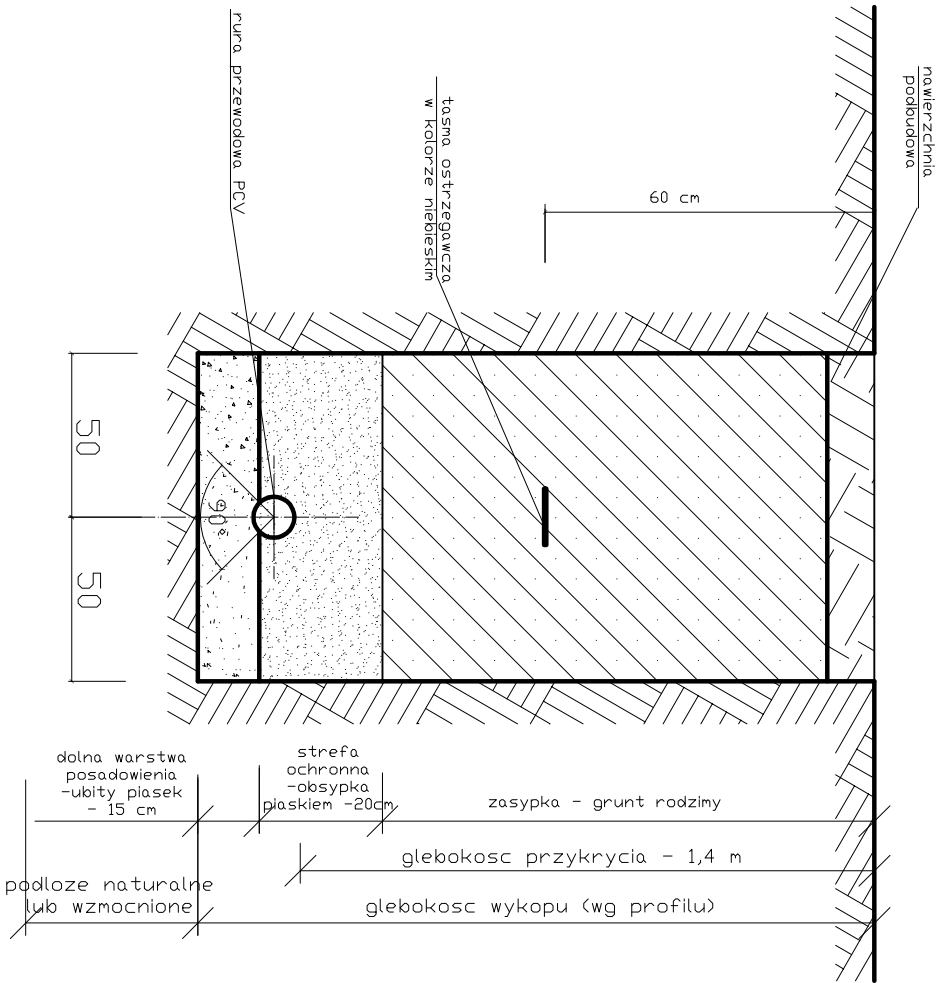 nawierzchnia
podbudowa
60 cm
tasma ostrzegawcza
w kolorze niebieskim
rura przewodowa PCV
50
50
90°
dolna warstwa
posadowienia
-ubity piasek
- 15 cm
strefa
ochronna
-obsypka
piaskiem -20cm
zasypka - grunt rodzimy
glebokosc przykrycia - 1,4 m
podloze naturalne
lub wzmocnione
glebokosc wykopu (wg profilu)